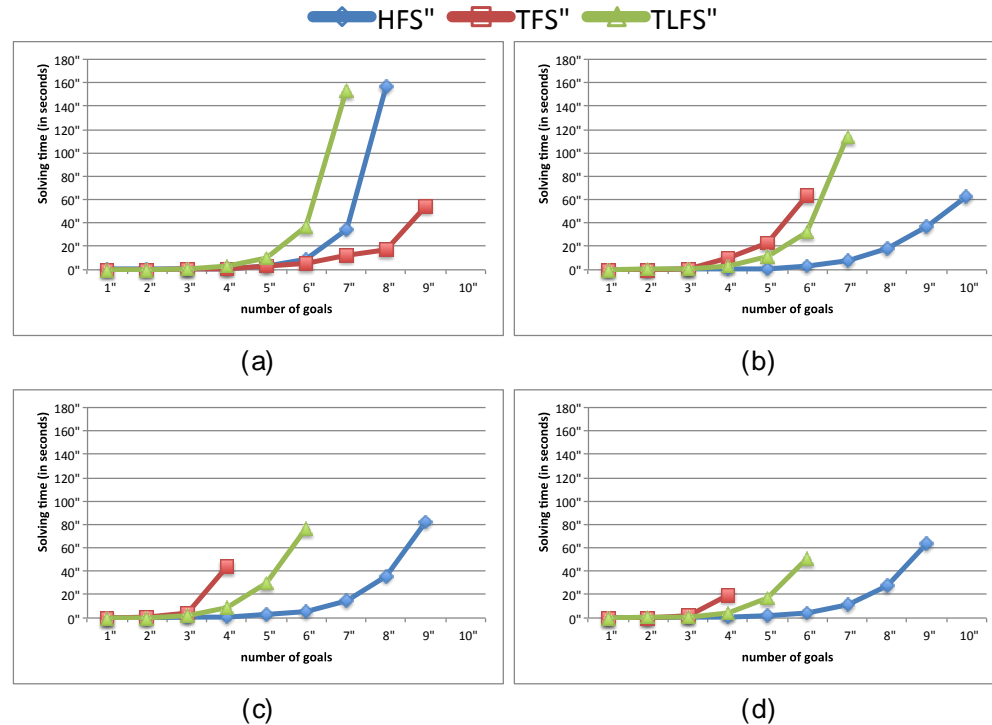 HFS" TFS" TLFS"
Solving time (in seconds)
180"
160"
140"
120"
100"
80"
60"
40"
20"
0"
1" 2" 3" 4" 5" 6" 7" 8" 9" 10"
number of goals
(a)
Solving time (in seconds)
180"
160"
140"
120"
100"
80"
60"
40"
20"
0"
1" 2" 3" 4" 5" 6" 7" 8" 9" 10"
number of goals
(b)
Solving time (in seconds)
180"
160"
140"
120"
100"
80"
60"
40"
20"
0"
1" 2" 3" 4" 5" 6" 7" 8" 9" 10"
number of goals
(c)
Solving time (in seconds)
180"
160"
140"
120"
100"
80"
60"
40"
20"
0"
1" 2" 3" 4" 5" 6" 7" 8" 9" 10"
number of goals
(d)